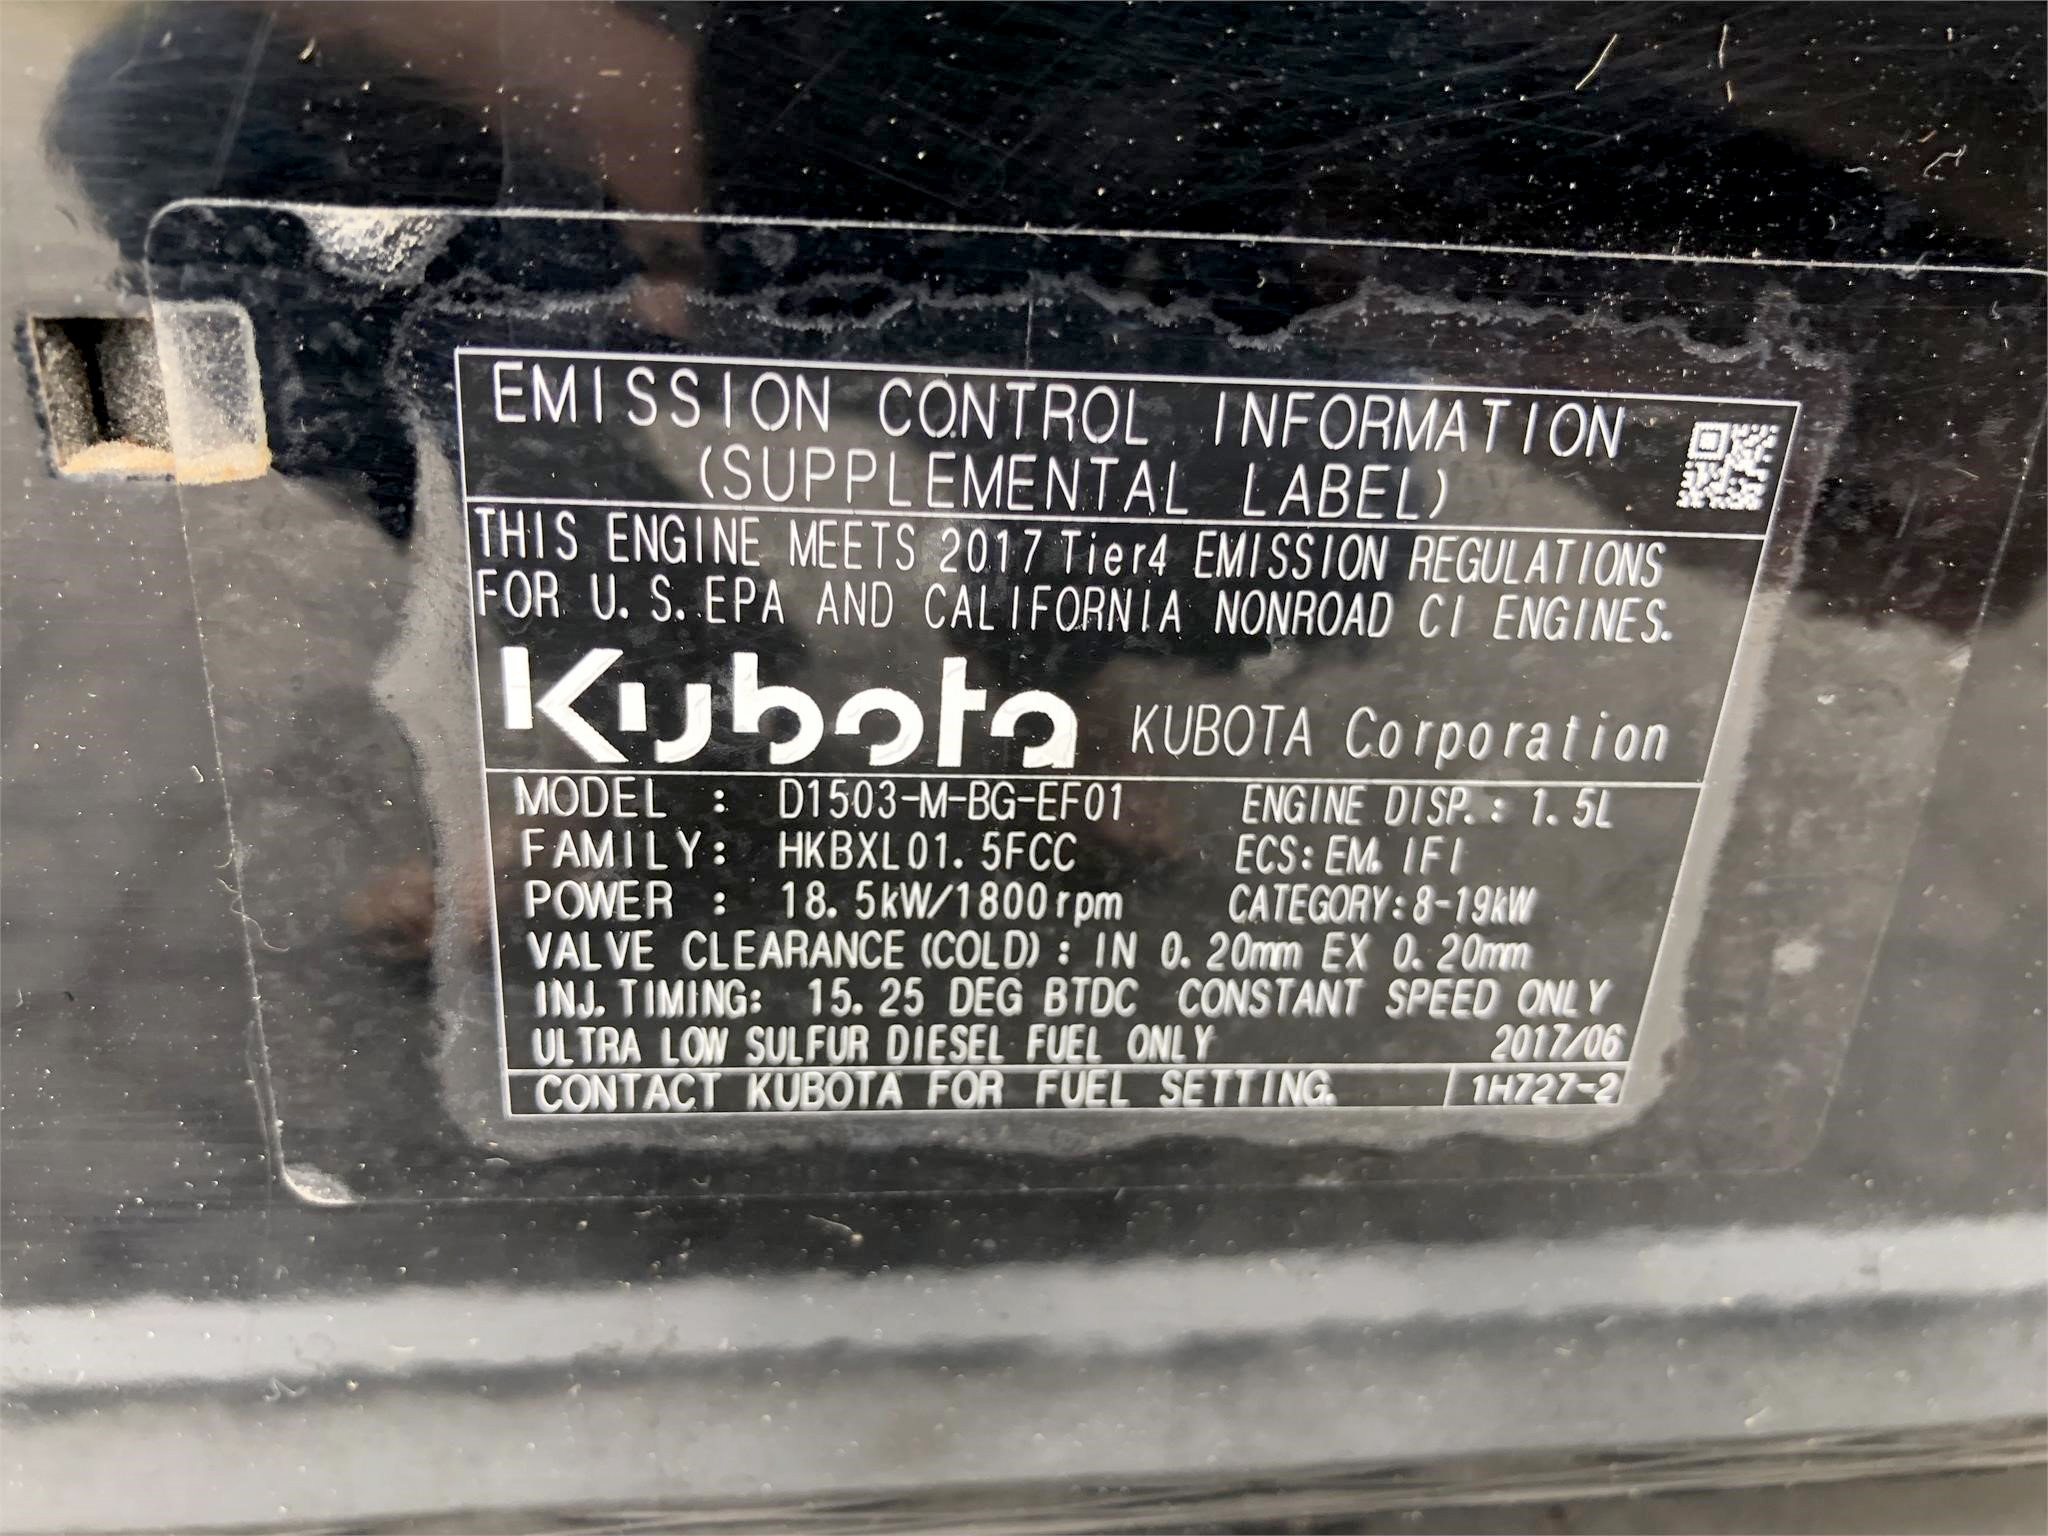 EMISSION CONTROL INFORMATION
(SUPPLEMENTAL LABEL)
THIS ENGINE MEETS 2017 Tier4 EMISSION REGULATIONS
FOR U.S.EPA AND CALIFORNIA NONROAD CI ENGINES.
Kubota KUBOTA Corporation
MODEL : D1503-M-BG-EF01 ENGINE DISP.: 1.5L
FAMILY: HKBXL01.5FCC ECS:EM, IFI
POWER : 18.5kW/1800rpm CATEGORY:8-19kW
VALVE CLEARANCE(COLD): IN 0.20mm EX 0.20mm
INJ.TIMING: 15.25 DEG BTDC CONSTANT SPEED ONLY
ULTRA LOW SULFUR DIESEL FUEL ONLY 2017/06
CONTACT KUBOTA FOR FUEL SETTING. 1H727-2